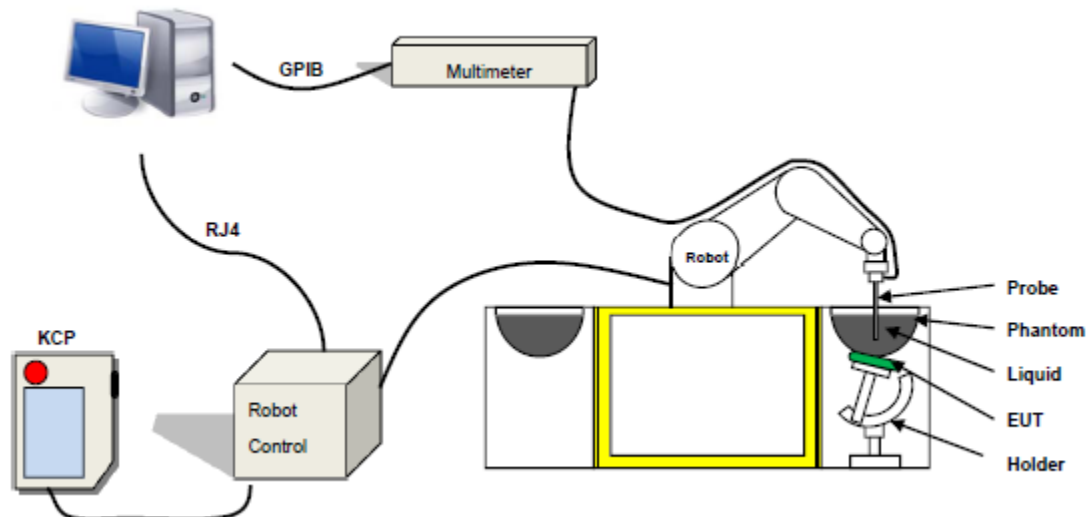 GPIB
Multimeter
RJ4
Robot
Probe
Phantom
KCP
Liquid
Robot
Control
EUT
Holder